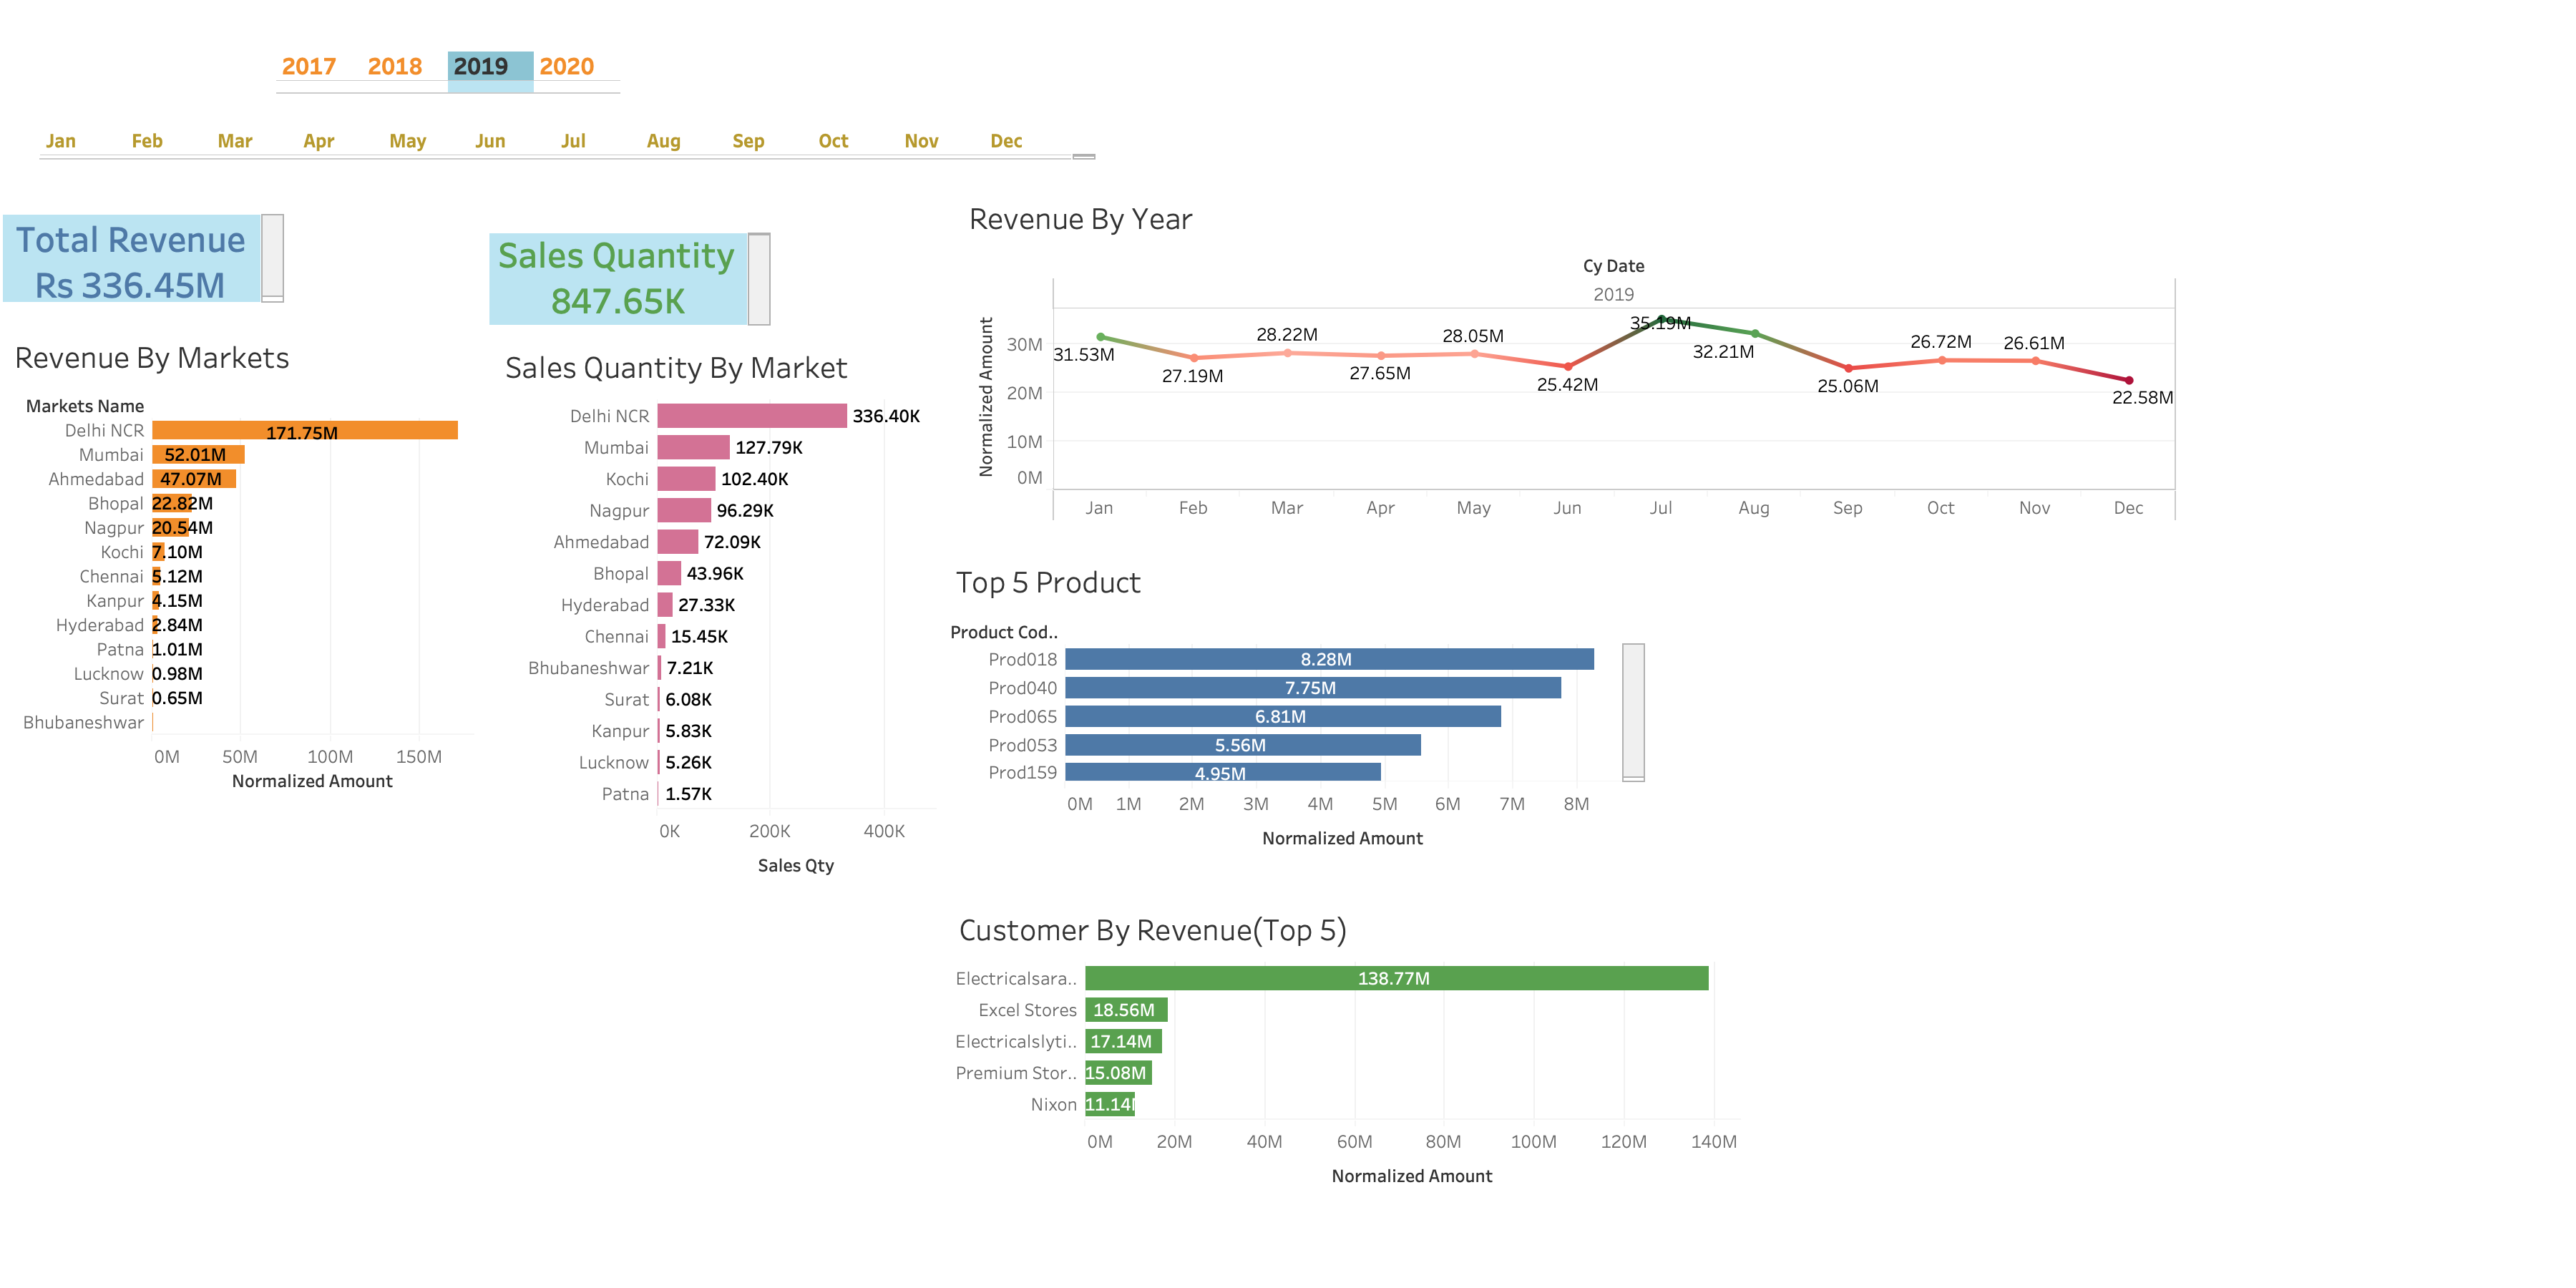 2017 2018 2019 2020
Jan Feb Mar Apr May Jun Jul Aug Sep Oct Nov Dec
Total Revenue
Rs 336.45M
Sales Quantity
847.65K
Revenue By Markets
Markets Name
Delhi NCR 171.75M
Mumbai 52.01M
Ahmedabad 47.07M
Bhopal 22.82M
Nagpur 20.54M
Kochi 7.10M
Chennai 5.12M
Kanpur 4.15M
Hyderabad 2.84M
Patna 1.01M
Lucknow 0.98M
Surat 0.65M
Bhubaneshwar
0M 50M 100M 150M
Normalized Amount
Sales Quantity By Market
Delhi NCR 336.40K
Mumbai 127.79K
Kochi 102.40K
Nagpur 96.29K
Ahmedabad 72.09K
Bhopal 43.96K
Hyderabad 27.33K
Chennai 15.45K
Bhubaneshwar 7.21K
Surat 6.08K
Kanpur 5.83K
Lucknow 5.26K
Patna 1.57K
0K 200K 400K
Sales Qty
Revenue By Year
Cy Date
2019
Normalized Amount
30M
20M
10M
0M
31.53M 27.19M 28.22M 27.65M 28.05M 25.42M 35.19M 32.21M 25.06M 26.72M 26.61M 22.58M
Jan Feb Mar Apr May Jun Jul Aug Sep Oct Nov Dec
Top 5 Product
Product Cod..
Prod018 8.28M
Prod040 7.75M
Prod065 6.81M
Prod053 5.56M
Prod159 4.95M
0M 1M 2M 3M 4M 5M 6M 7M 8M
Normalized Amount
Customer By Revenue(Top 5)
Electricalsara.. 138.77M
Excel Stores 18.56M
Electricalslyti.. 17.14M
Premium Stor.. 15.08M
Nixon 11.14M
0M 20M 40M 60M 80M 100M 120M 140M
Normalized Amount